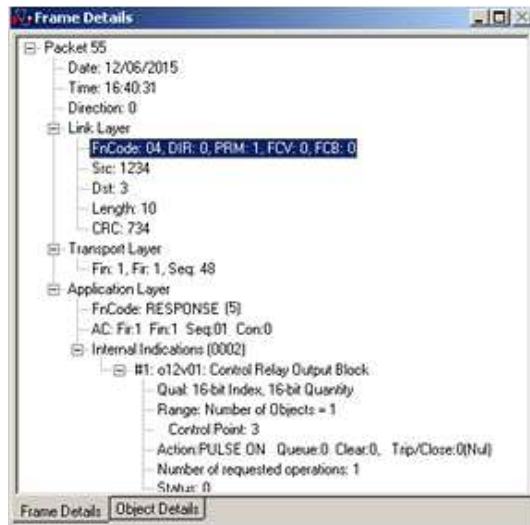 Frame Details
Packet 55
Date: 12/06/2015
Time: 16:40:31
Direction: 0
Link Layer
FnCode: 04, DIR: 0, PRM: 1, FCV: 0, FCB: 0
Src: 1234
Dst: 3
Length: 10
CRC: 734
Transport Layer
Fin: 1, Fir: 1, Seq: 48
Application Layer
FnCode: RESPONSE (5)
AC: Fir:1 Fin:1 Seq:01 Con:0
Internal Indications (0002)
#1: o12v01: Control Relay Output Block
Qual: 16-bit Index, 16-bit Quantity
Range: Number of Objects = 1
Control Point: 3
Action:PULSE ON Queue:0 Clear:0, Trip/Close:0(Nul)
Number of requested operations: 1
Status: 0
Frame Details Object Details